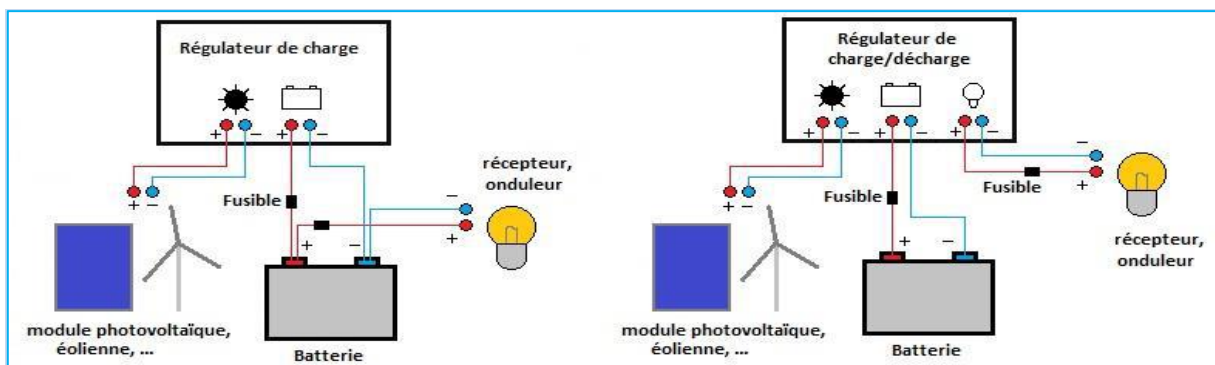 Régulateur de charge
+ − + −
récepteur,
onduleur
−
+
+ −
Fusible
+ −
module photovoltaïque,
éolienne, ...
Batterie
Régulateur de
charge/décharge
+ − + − + −
−
+
Fusible
+ −
Fusible
récepteur,
onduleur
+ −
module photovoltaïque,
éolienne, ...
Batterie